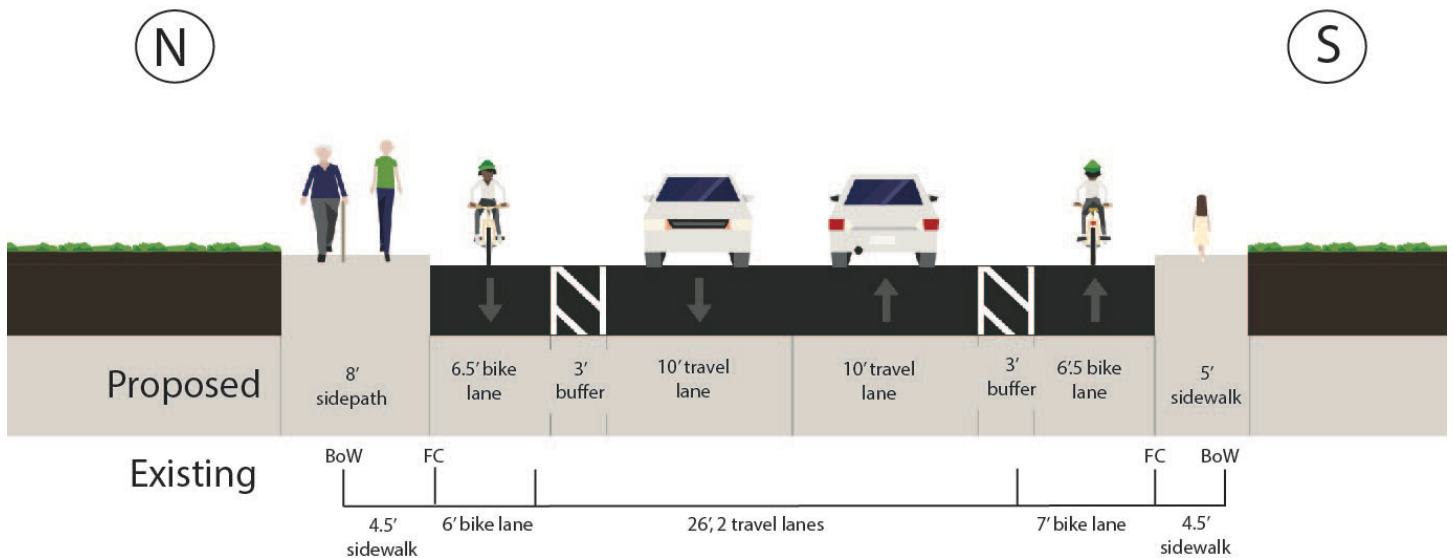 N
S
Proposed
8'
sidepath
6.5' bike
lane
3'
buffer
10' travel
lane
10' travel
lane
3'
buffer
6'.5 bike
lane
5'
sidewalk
Existing
BoW
FC
FC
BoW
4.5'
sidewalk
6' bike lane
26', 2 travel lanes
7' bike lane
4.5'
sidewalk